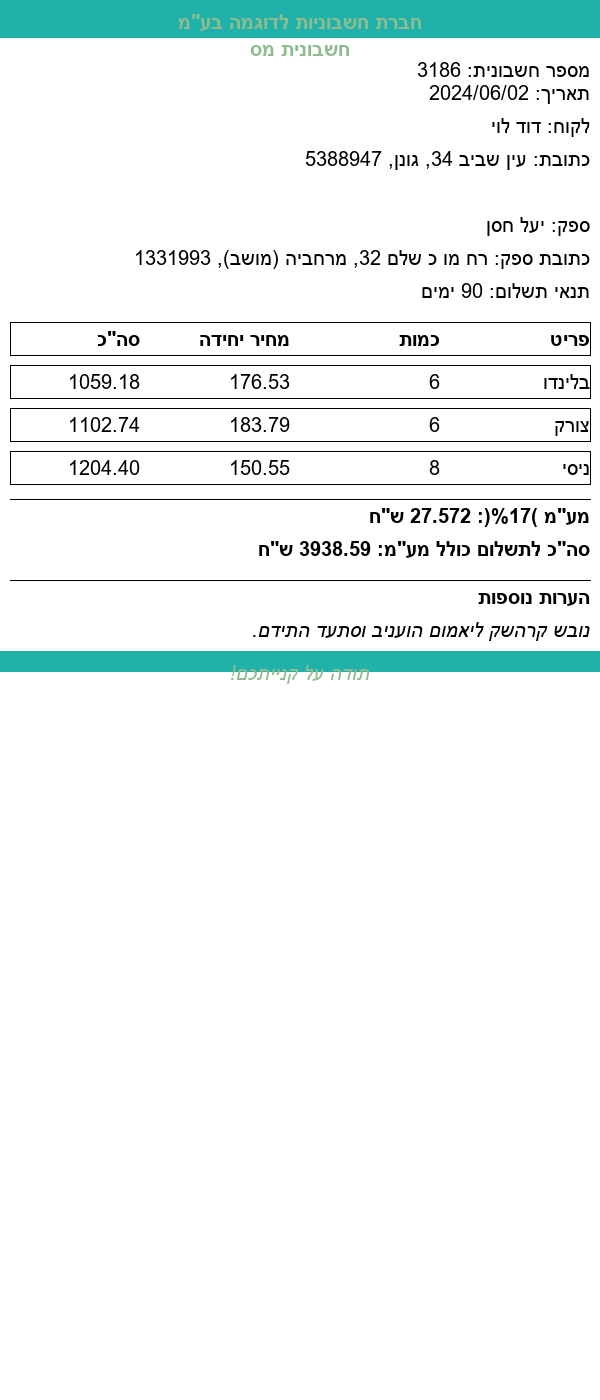 חברת חשבוניות לדוגמה בע"מ
חשבונית מס
מספר חשבונית: 3186
תאריך: 2024/06/02
לקוח: דוד לוי
כתובת: עין שביב 34, גונן, 5388947
ספק: יעל חסן
כתובת ספק: רח מו כ שלם 32, מרחביה (מושב), 1331993
תנאי תשלום: 90 ימים
פריט כמות מחיר יחידה סה"כ
בלינדו 6 176.53 1059.18
צורק 6 183.79 1102.74
ניסי 8 150.55 1204.40
מע"מ )17%(: 27.572 ש"ח
סה"כ לתשלום כולל מע"מ: 3938.59 ש"ח
הערות נוספות
נובש קרהשק ליאמום הועניב וסתעד התידם.
תודה על קנייתכם!